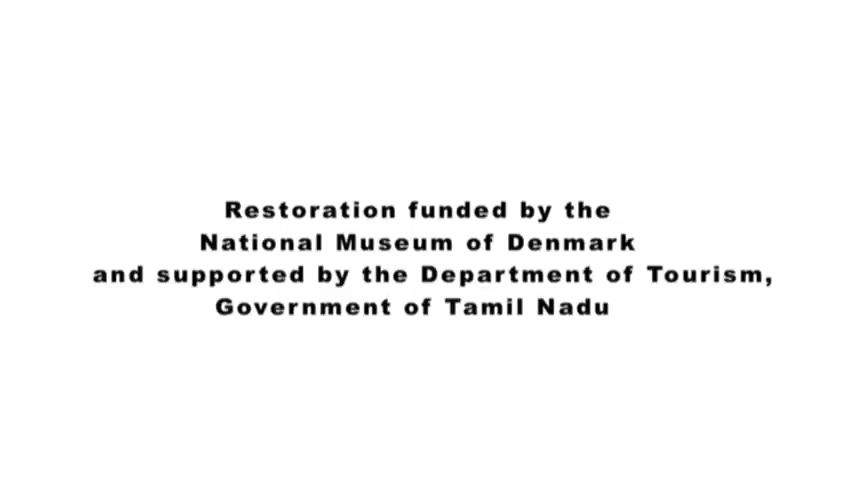 Restoration funded by the
National Museum of Denmark
and supported by the Department of Tourism,
Government of Tamil Nadu